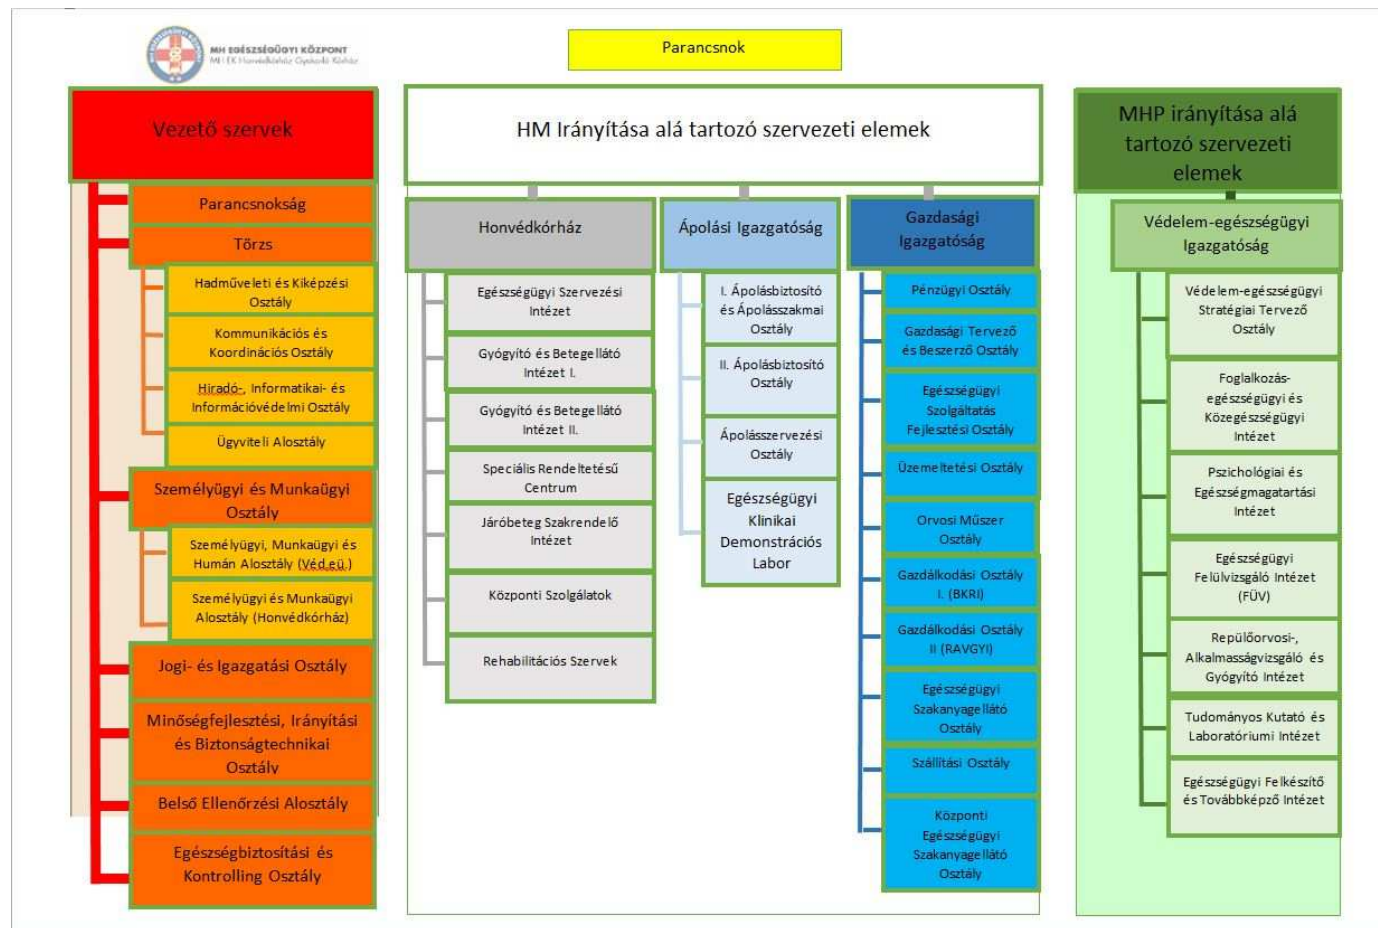 MH EGÉSZSÉGÜGYI KÖZPONT
MH EK Honvédkórház Gyakorló Kórház
Parancsnok
Vezető szervek
Parancsnokság
Törzs
Hadműveleti és Kiképzési
Osztály
Kommunikációs és
Koordinációs Osztály
Hiradó-, Informatikai- és
Információvédelmi Osztály
Ügyviteli Alosztály
Személyügyi és Munkaügyi
Osztály
Személyügyi, Munkaügyi és
Humán Alosztály (Véd.eü.)
Személyügyi és Munkaügyi
Alosztály (Honvédkórház)
Jogi- és Igazgatási Osztály
Minőségfejlesztési, Irányítási
és Biztonságtechnikai
Osztály
Belső Ellenőrzési Alosztály
Egészségbiztosítási és
Kontrolling Osztály
HM Irányítása alá tartozó szervezeti elemek
Honvédkórház
Egészségügyi Szervezési
Intézet
Gyógyító és Betegellátó
Intézet I.
Gyógyító és Betegellátó
Intézet II.
Speciális Rendeltetésű
Centrum
Járóbeteg Szakrendelő
Intézet
Központi Szolgálatok
Rehabilitációs Szervek
Ápolási Igazgatóság
I. Ápolásbiztosító
és Ápolásszakmai
Osztály
II. Ápolásbiztosító
Osztály
Ápolásszervezési
Osztály
Egészségügyi
Klinikai
Demonstrációs
Labor
Gazdasági
Igazgatóság
Pénzügyi Osztály
Gazdasági Tervező
és Beszerző Osztály
Egészségügyi
Szolgáltatás
Fejlesztési Osztály
Üzemeltetési Osztály
Orvosi Műszer
Osztály
Gazdálkodási Osztály
I. (BKRI)
Gazdálkodási Osztály
II (RAVGYI)
Egészségügyi
Szakanyagellátó
Osztály
Szállítási Osztály
Központi
Egészségügyi
Szakanyagellátó
Osztály
MHP irányítása alá
tartozó szervezeti
elemek
Védelem-egészségügyi
Igazgatóság
Védelem-egészségügyi
Stratégiai Tervező
Osztály
Foglalkozás-
egészségügyi és
Közegészségügyi
Intézet
Pszichológiai és
Egészségmagatartási
Intézet
Egészségügyi
Felülvizsgáló Intézet
(FÜV)
Repülőorvosi-,
Alkalmasságvizsgáló és
Gyógyító Intézet
Tudományos Kutató és
Laboratóriumi Intézet
Egészségügyi Felkészítő
és Továbbképző Intézet